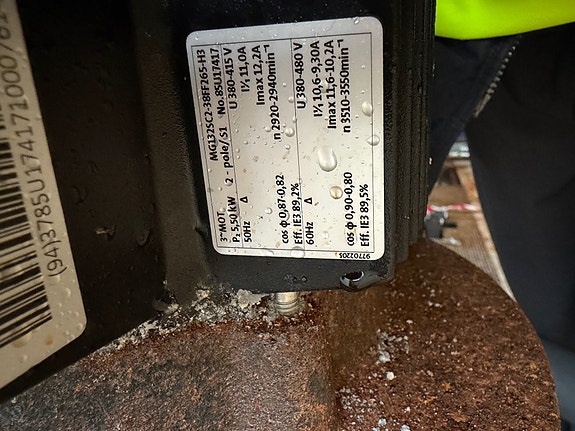 MG132SC2-38FF265-H3
3~MOT. No.85U17417
P₂ 5,50 kW 2 - pole/S1
50Hz Δ U 380-415 V
I¹⁄₁ 11,0A
Imax 12,2A
cos φ 0,87-0,82 n 2920-2940min⁻¹
Eff. IE3 89,2%
60Hz Δ U 380-480 V
I¹⁄₁ 10,6-9,30A
Imax 11,6-10,2A
cos φ 0,90-0,80 n 3510-3550min⁻¹
Eff. IE3 89,5%
97702205
(94)3785U174171000761